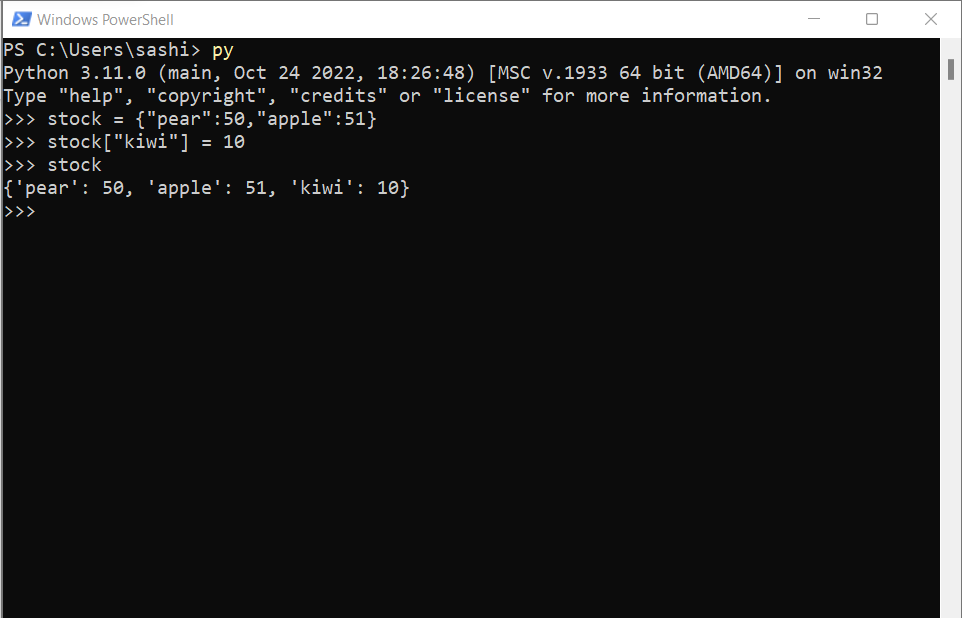 Windows PowerShell
PS C:\Users\sashi> py
Python 3.11.0 (main, Oct 24 2022, 18:26:48) [MSC v.1933 64 bit (AMD64)] on win32
Type "help", "copyright", "credits" or "license" for more information.
>>> stock = {"pear":50,"apple":51}
>>> stock["kiwi"] = 10
>>> stock
{'pear': 50, 'apple': 51, 'kiwi': 10}
>>>